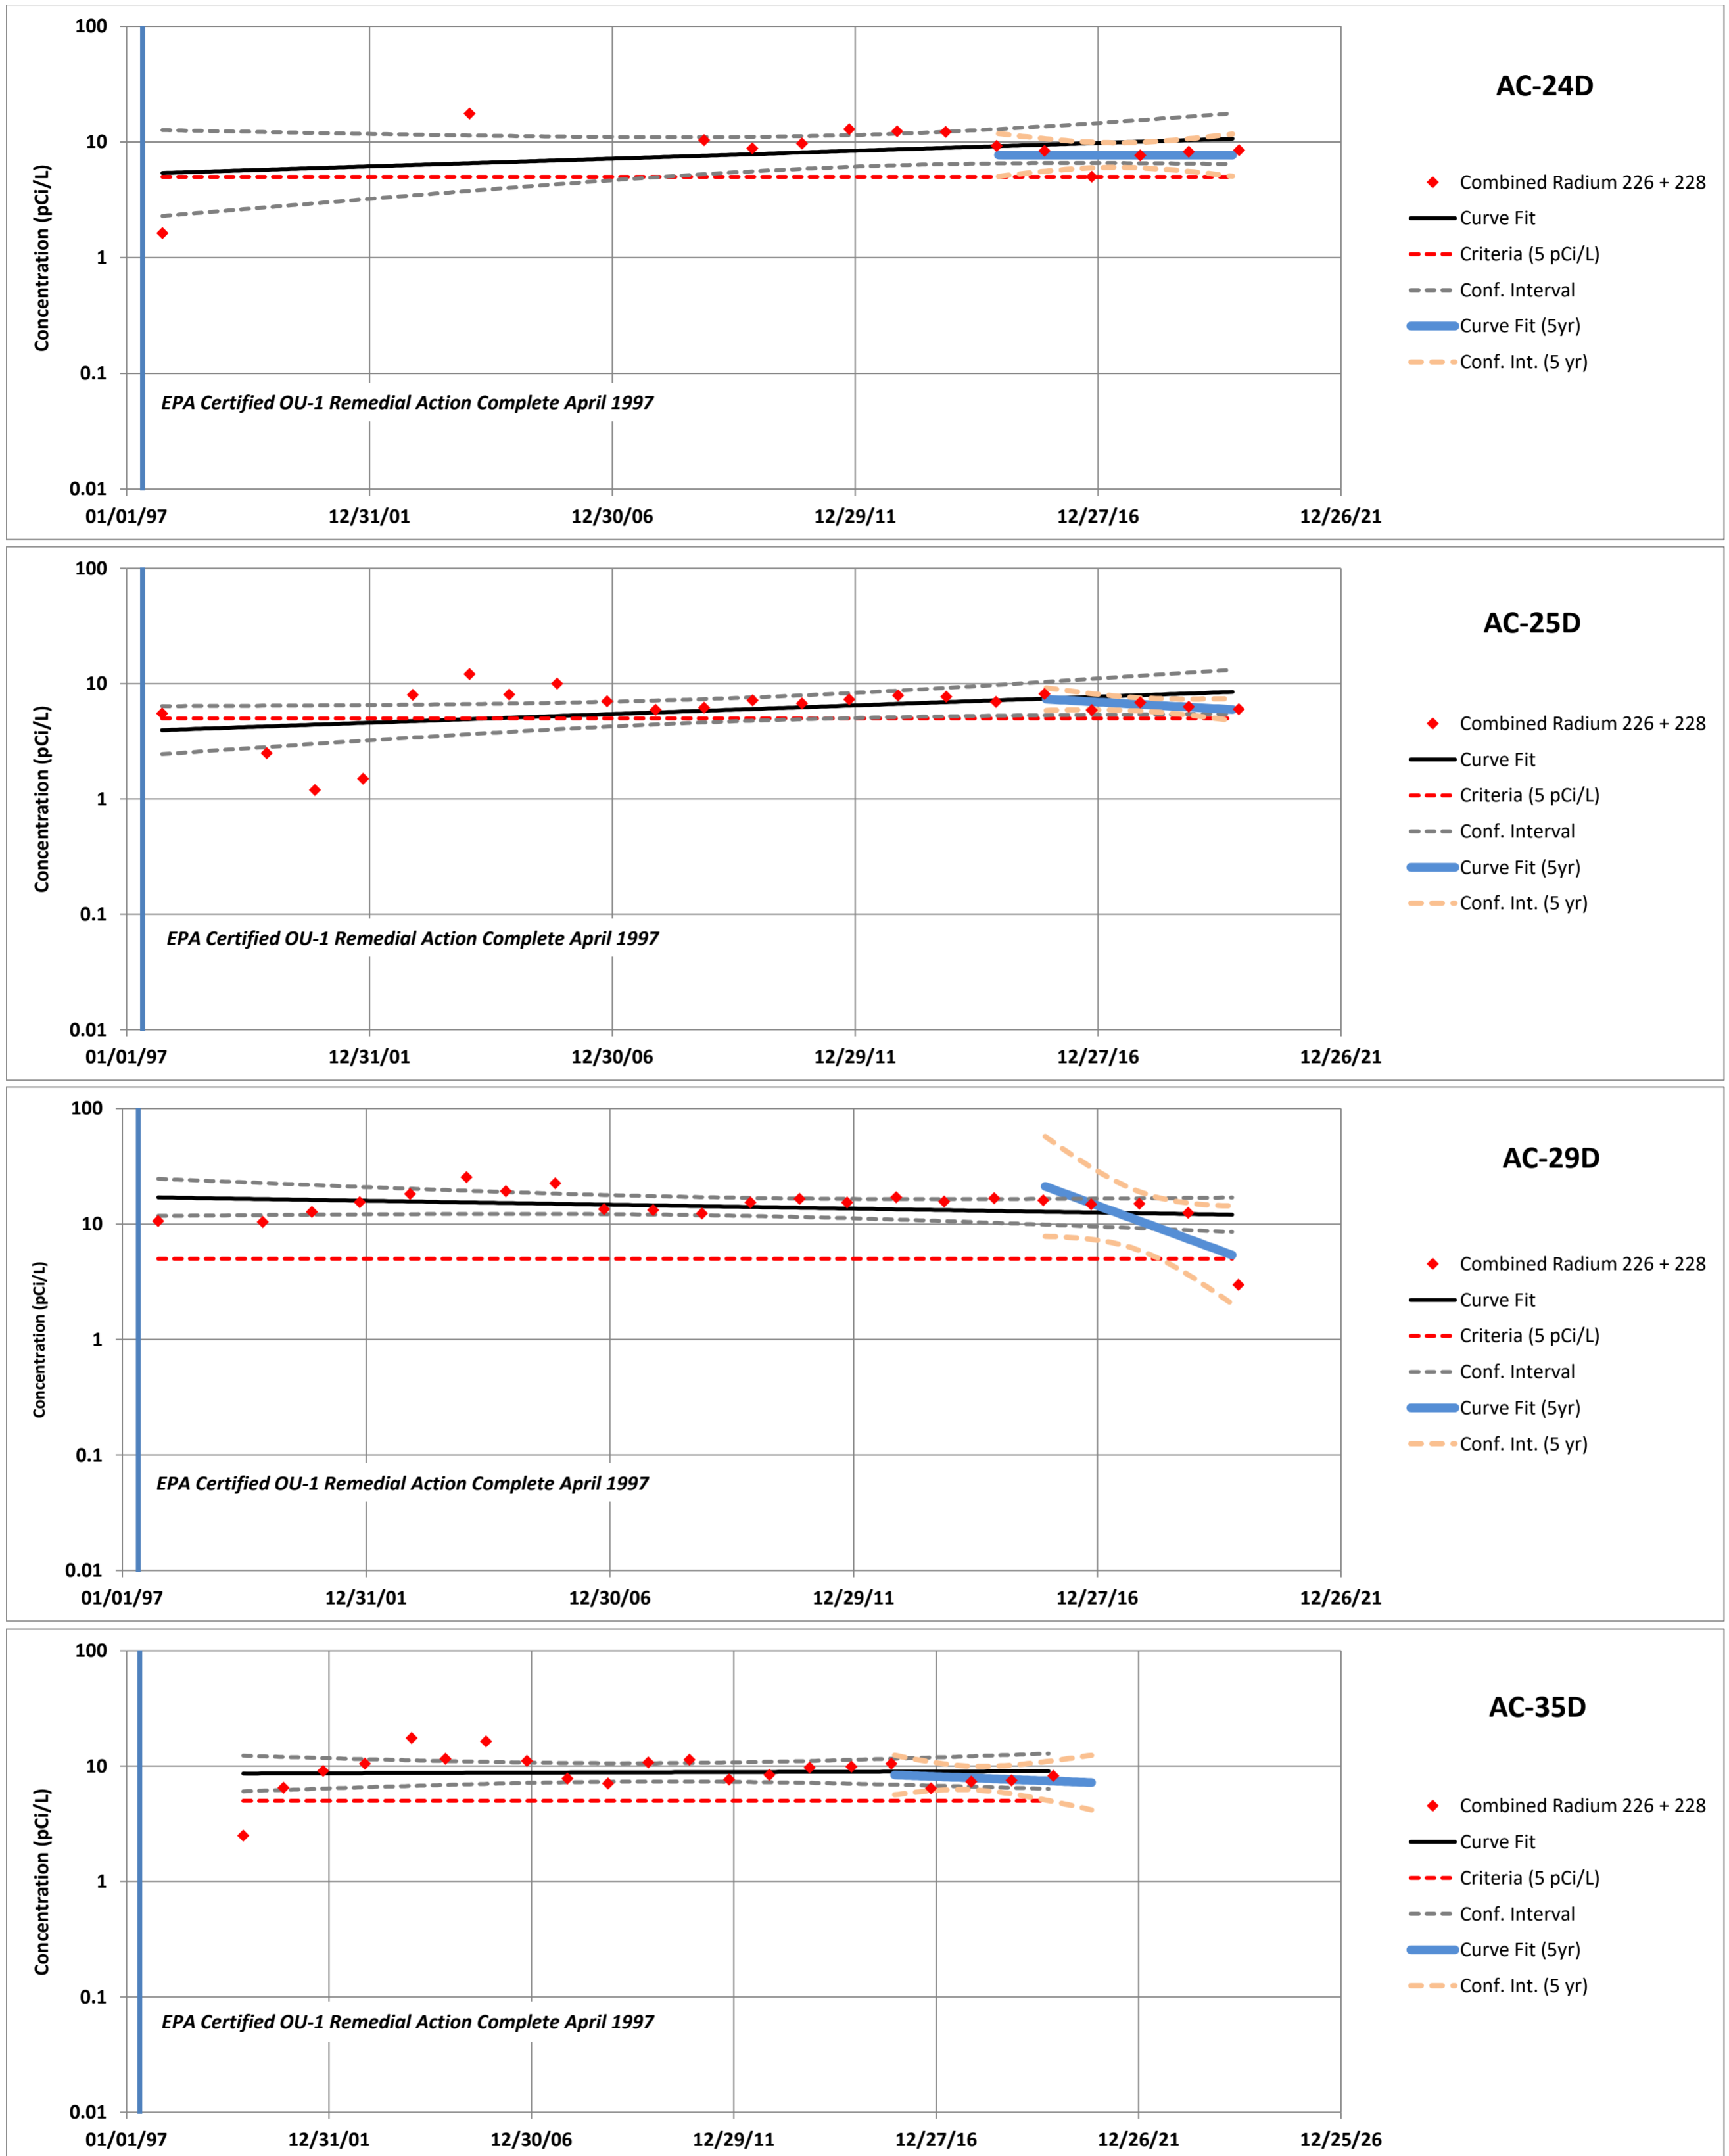 AC-24D
Concentration (pCi/L)
100
10
1
0.1
0.01
EPA Certified OU-1 Remedial Action Complete April 1997
01/01/97 12/31/01 12/30/06 12/29/11 12/27/16 12/26/21
Combined Radium 226 + 228
Curve Fit
Criteria (5 pCi/L)
Conf. Interval
Curve Fit (5yr)
Conf. Int. (5 yr)
AC-25D
Concentration (pCi/L)
100
10
1
0.1
0.01
EPA Certified OU-1 Remedial Action Complete April 1997
01/01/97 12/31/01 12/30/06 12/29/11 12/27/16 12/26/21
Combined Radium 226 + 228
Curve Fit
Criteria (5 pCi/L)
Conf. Interval
Curve Fit (5yr)
Conf. Int. (5 yr)
AC-29D
Concentration (pCi/L)
100
10
1
0.1
0.01
EPA Certified OU-1 Remedial Action Complete April 1997
01/01/97 12/31/01 12/30/06 12/29/11 12/27/16 12/26/21
Combined Radium 226 + 228
Curve Fit
Criteria (5 pCi/L)
Conf. Interval
Curve Fit (5yr)
Conf. Int. (5 yr)
AC-35D
Concentration (pCi/L)
100
10
1
0.1
0.01
EPA Certified OU-1 Remedial Action Complete April 1997
01/01/97 12/31/01 12/30/06 12/29/11 12/27/16 12/26/21 12/25/26
Combined Radium 226 + 228
Curve Fit
Criteria (5 pCi/L)
Conf. Interval
Curve Fit (5yr)
Conf. Int. (5 yr)